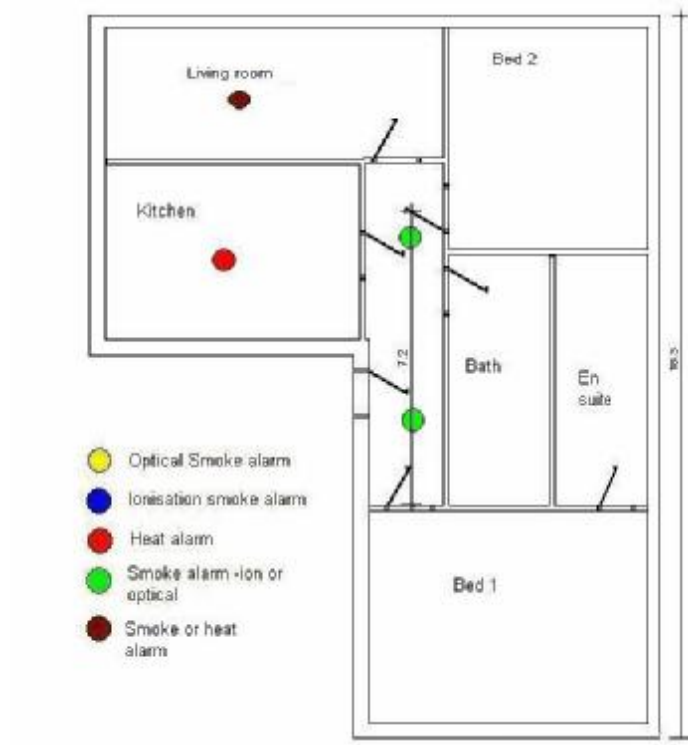 Living room
Bed 2
Kitchen
7.2
Bath
En
suite
Optical Smoke alarm
Ionisation smoke alarm
Heat alarm
Smoke alarm -ion or
optical
Smoke or heat
alarm
Bed 1